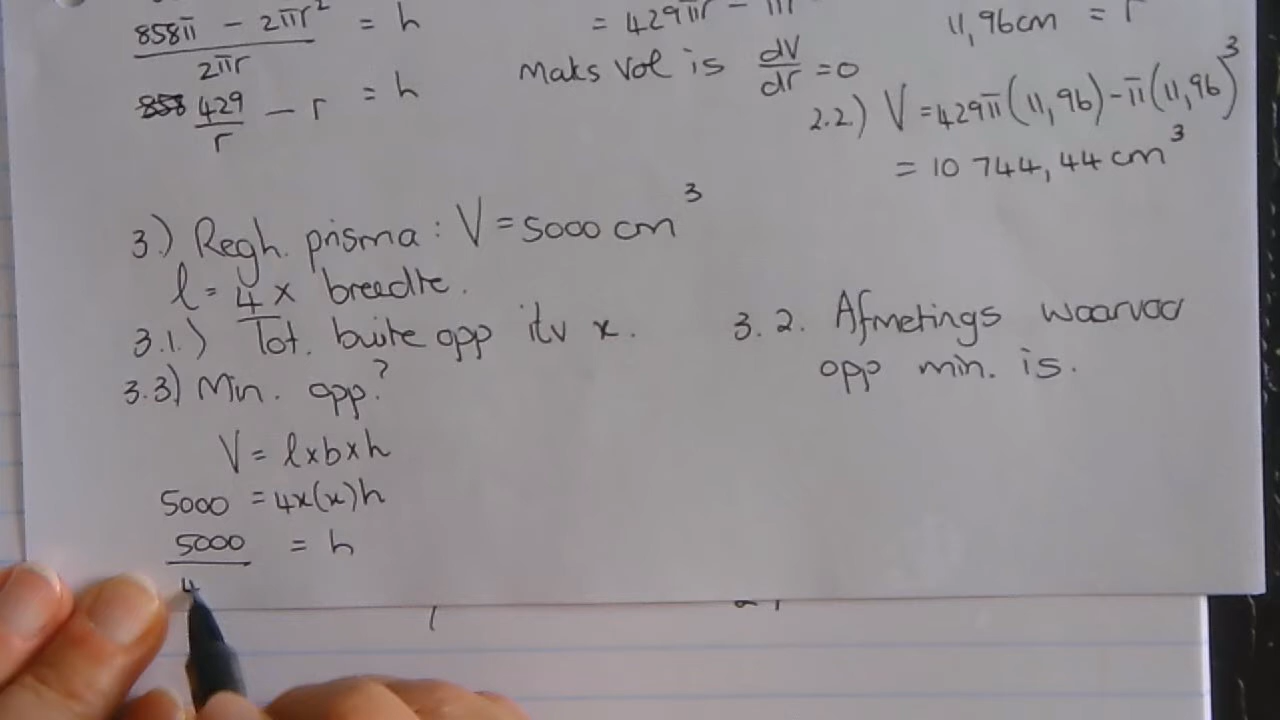 858π - 2πr² = h
2πr
429 - r = h
r
= 429πr -
maks vol is dV/dr = 0
11,96cm = r
2.2.) V = 429π(11,96) - π(11,96)³
= 10 744,44 cm³
3.) Regh. prisma: V = 5000 cm³
l = 4 x breedte.
3.1.) Tot. buite opp itv x.
3.2. Afmetings waarvoor
opp min. is.
3.3) Min. opp?
V = l x b x h
5000 = 4x(x)h
5000 = h
4